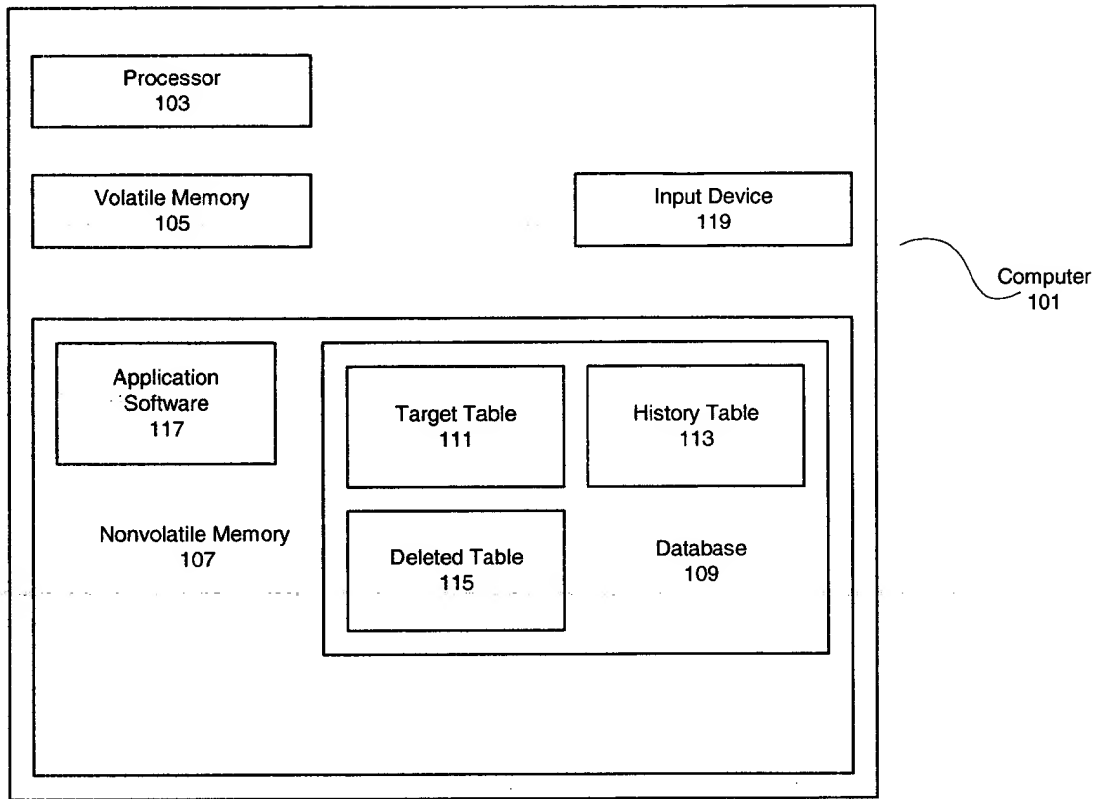 Processor
103
Volatile Memory
105
Input Device
119
Computer
101
Application
Software
117
Target Table
111
History Table
113
Nonvolatile Memory
107
Deleted Table
115
Database
109